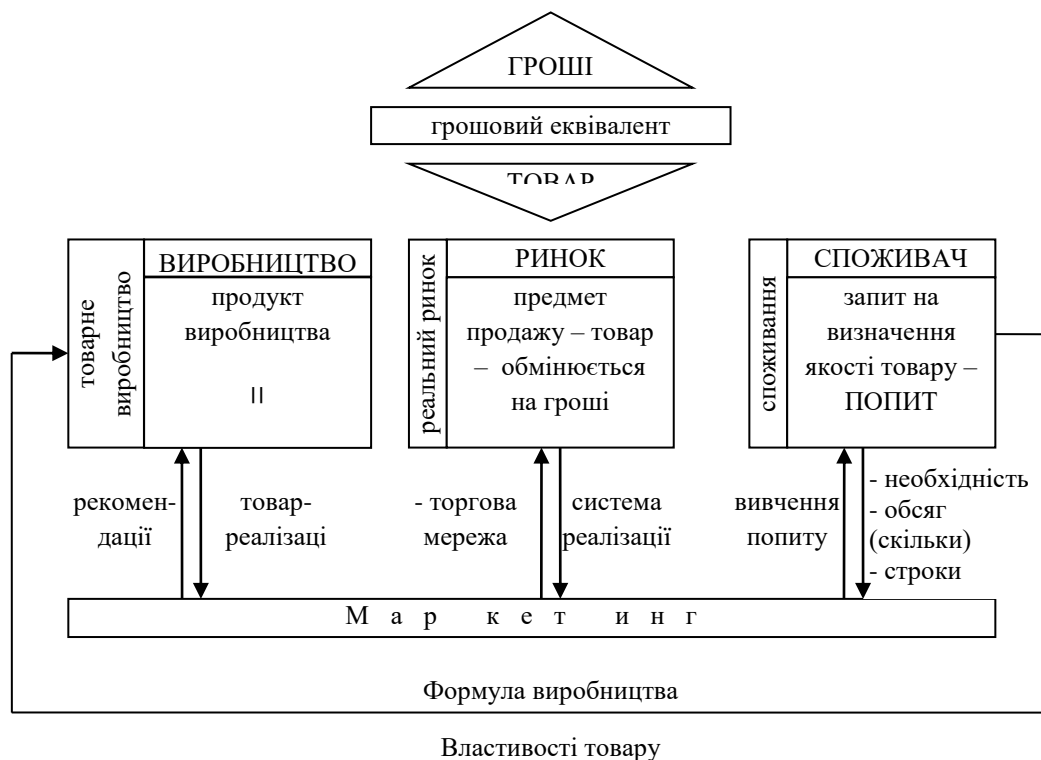 ГРОШІ
грошовий еквівалент
ТОВАР
товарне
виробництво
ВИРОБНИЦТВО
продукт
виробництва
=
реальний ринок
РИНОК
предмет
продажу – товар
– обмінюється
на гроші
споживання
СПОЖИВАЧ
запит на
визначення
якості товару –
ПОПИТ
рекомен-
дації
товар-
реалізаці
- торгова
мережа
система
реалізації
вивчення
попиту
- необхідність
- обсяг
(скільки)
- строки
М а р к е т и н г
Формула виробництва
Властивості товару